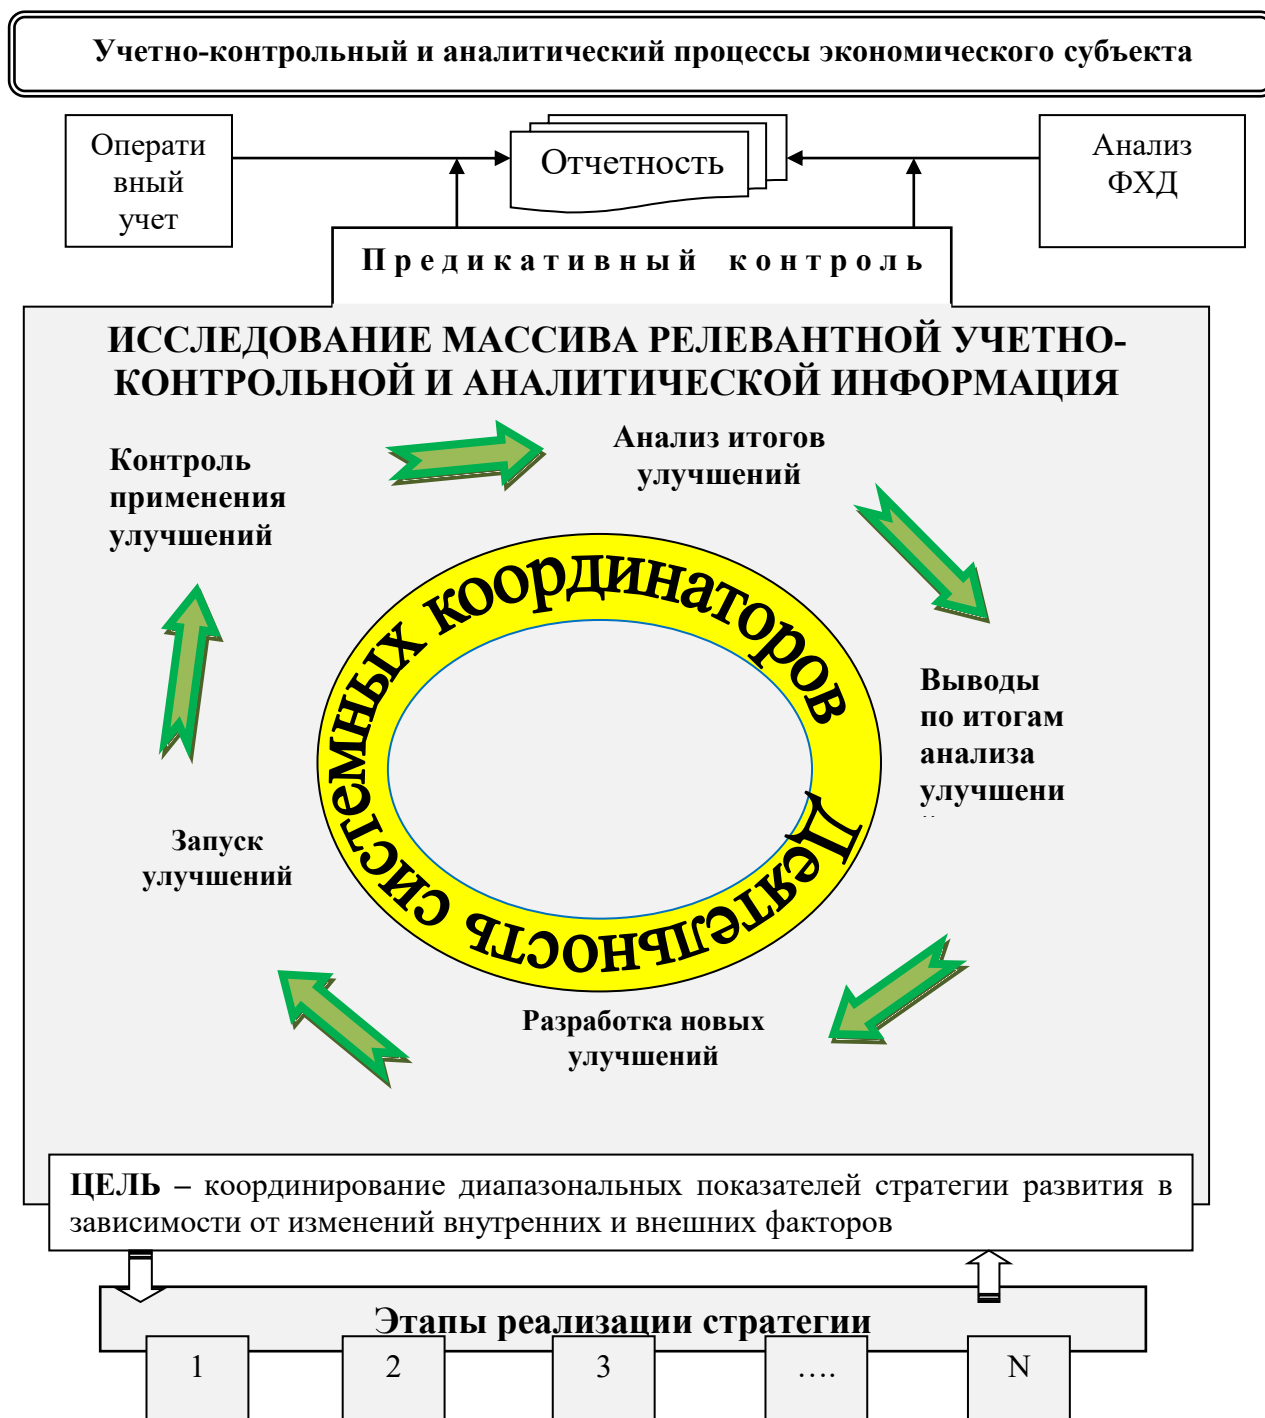 Учетно-контрольный и аналитический процессы экономического субъекта
Операти
вный
учет
Отчетность
Анализ
ФХД
Предикативный контроль
ИССЛЕДОВАНИЕ МАССИВА РЕЛЕВАНТНОЙ УЧЕТНО-
КОНТРОЛЬНОЙ И АНАЛИТИЧЕСКОЙ ИНФОРМАЦИЯ
Анализ итогов
улучшений
Контроль
применения
улучшений
Выводы
по итогам
анализа
улучшени
Деятельность системных координаторов
Запуск
улучшений
Разработка новых
улучшений
ЦЕЛЬ – координирование диапазональных показателей стратегии развития в
зависимости от изменений внутренних и внешних факторов
Этапы реализации стратегии
1
2
3
….
N